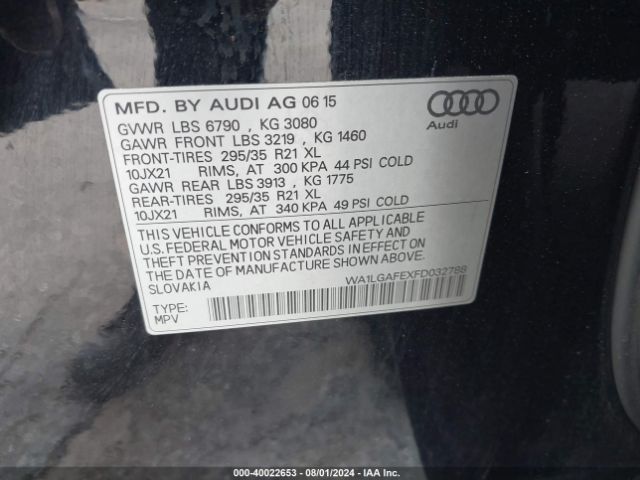 MFD. BY AUDI AG 06 15
Audi
GVWR LBS 6790 , KG 3080
GAWR FRONT LBS 3219 , KG 1460
FRONT-TIRES 295/35 R21 XL
10JX21 RIMS, AT 300 KPA 44 PSI COLD
GAWR REAR LBS 3913 , KG 1775
REAR-TIRES 295/35 R21 XL
10JX21 RIMS, AT 340 KPA 49 PSI COLD
THIS VEHICLE CONFORMS TO ALL APPLICABLE
U.S. FEDERAL MOTOR VEHICLE SAFETY AND
THEFT PREVENTION STANDARDS IN EFFECT ON
THE DATE OF MANUFACTURE SHOWN ABOVE.
SLOVAKIA
WA1LGAFEXFD032788
TYPE:
MPV
000-40022653 - 08/01/2024 - IAA LLC.